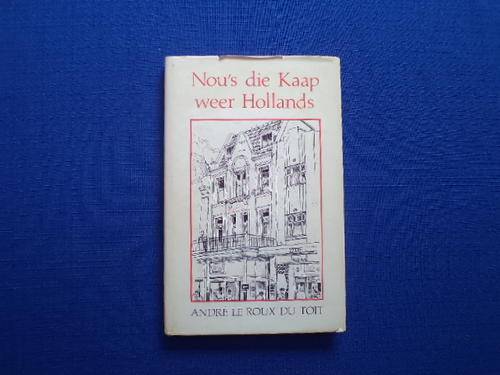 Nou's die Kaap
weer Hollands
ANDRE LE ROUX DU TOIT